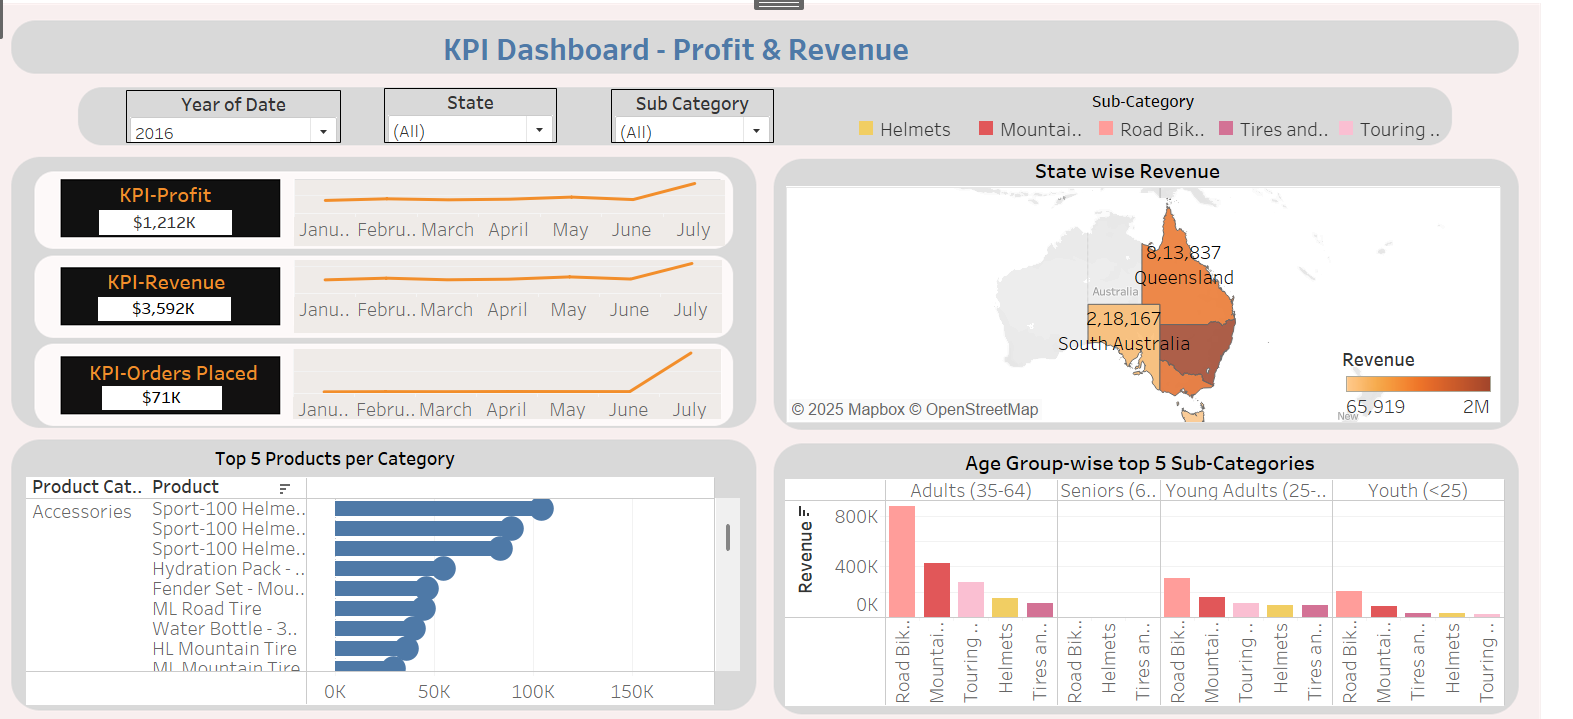 KPI Dashboard - Profit & Revenue
Year of Date
2016
State
(All)
Sub Category
(All)
Sub-Category
Helmets
Mountai..
Road Bik..
Tires and..
Touring ..
KPI-Profit
$1,212K
Janu.. Febru.. March April May June July
KPI-Revenue
$3,592K
Janu.. Febru.. March April May June July
KPI-Orders Placed
$71K
Janu.. Febru.. March April May June July
State wise Revenue
8,13,837
Queensland
Australia
2,18,167
South Australia
Revenue
65,919 2M
New
© 2025 Mapbox © OpenStreetMap
Top 5 Products per Category
Product Cat.. Product
Accessories
Sport-100 Helme..
Sport-100 Helme..
Sport-100 Helme..
Hydration Pack - ..
Fender Set - Mou..
ML Road Tire
Water Bottle - 3..
HL Mountain Tire
ML Mountain Tire
0K 50K 100K 150K
Age Group-wise top 5 Sub-Categories
Adults (35-64) Seniors (6.. Young Adults (25-.. Youth (<25)
Revenue
800K
400K
0K
Road Bik..
Mountai..
Touring ..
Helmets
Tires an..
Road Bik..
Helmets
Tires an..
Road Bik..
Mountai..
Touring ..
Helmets
Tires an..
Road Bik..
Mountai..
Tires an..
Helmets
Touring ..